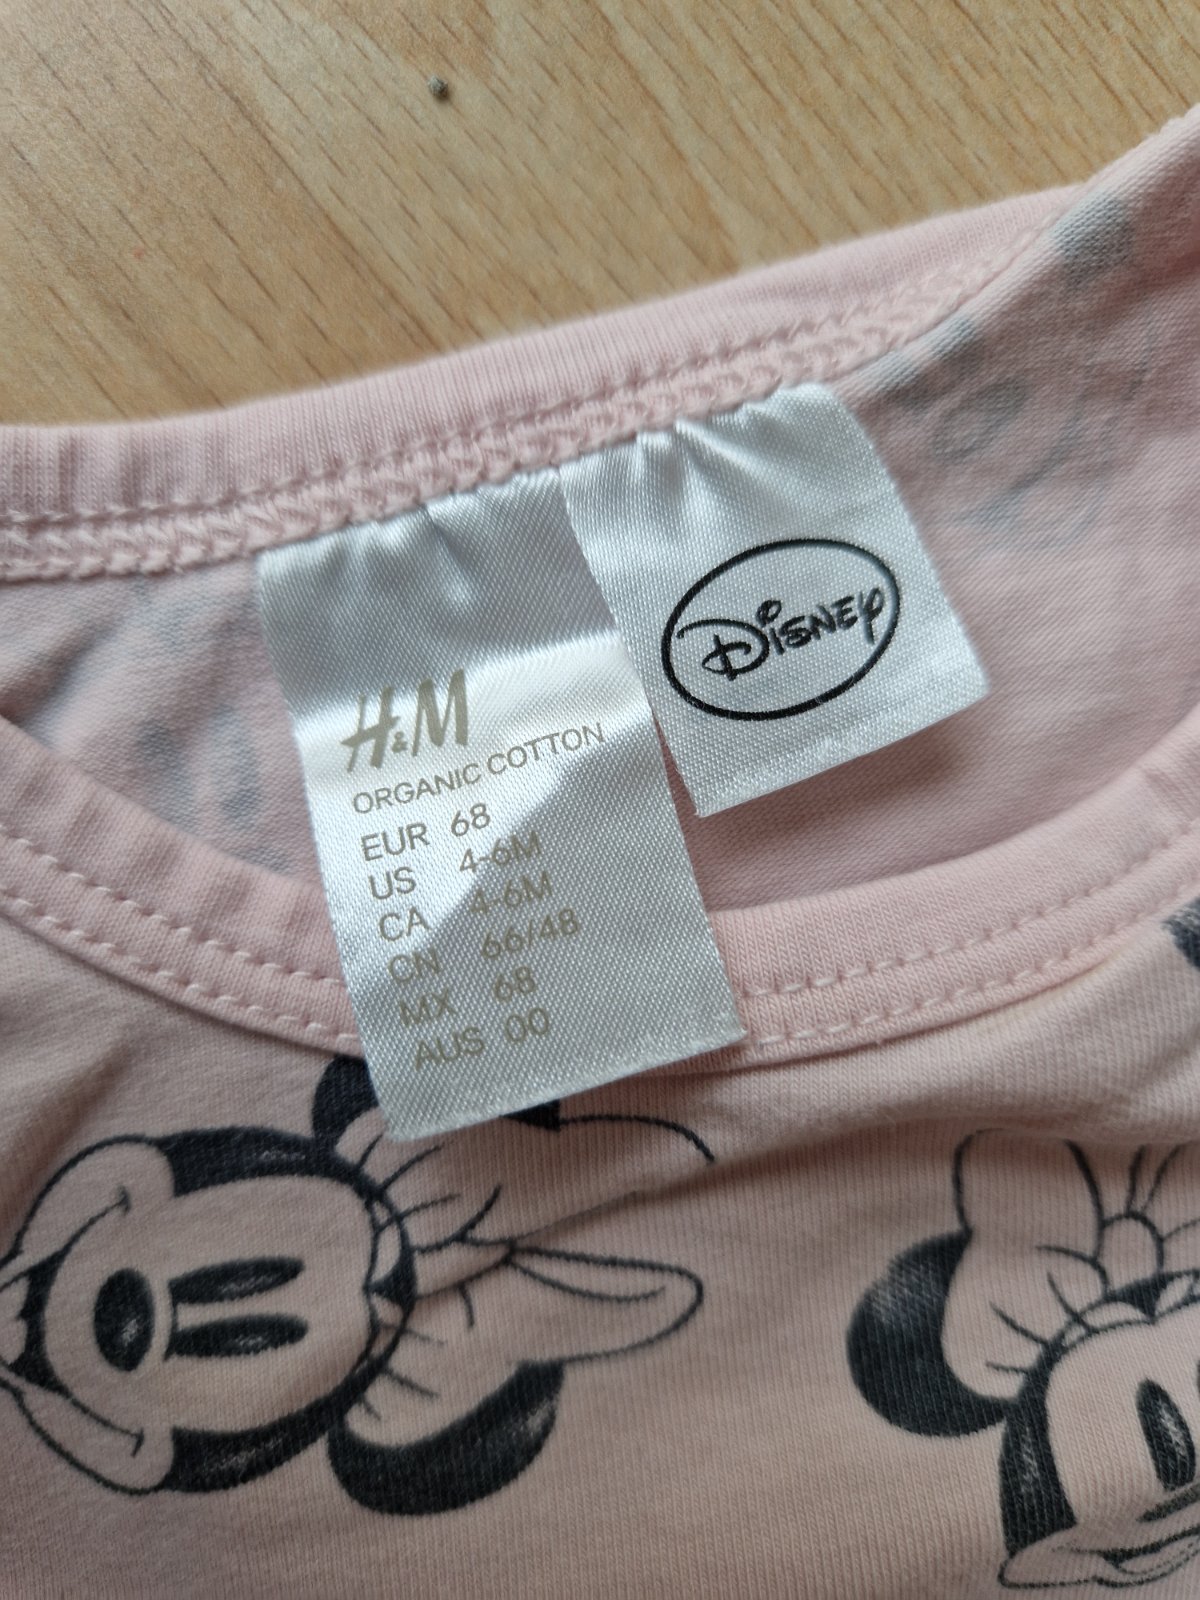 H&M
ORGANIC COTTON
EUR 68
US 4-6M
CA 4-6M
CN 66/48
MX 68
AUS 00
Disney